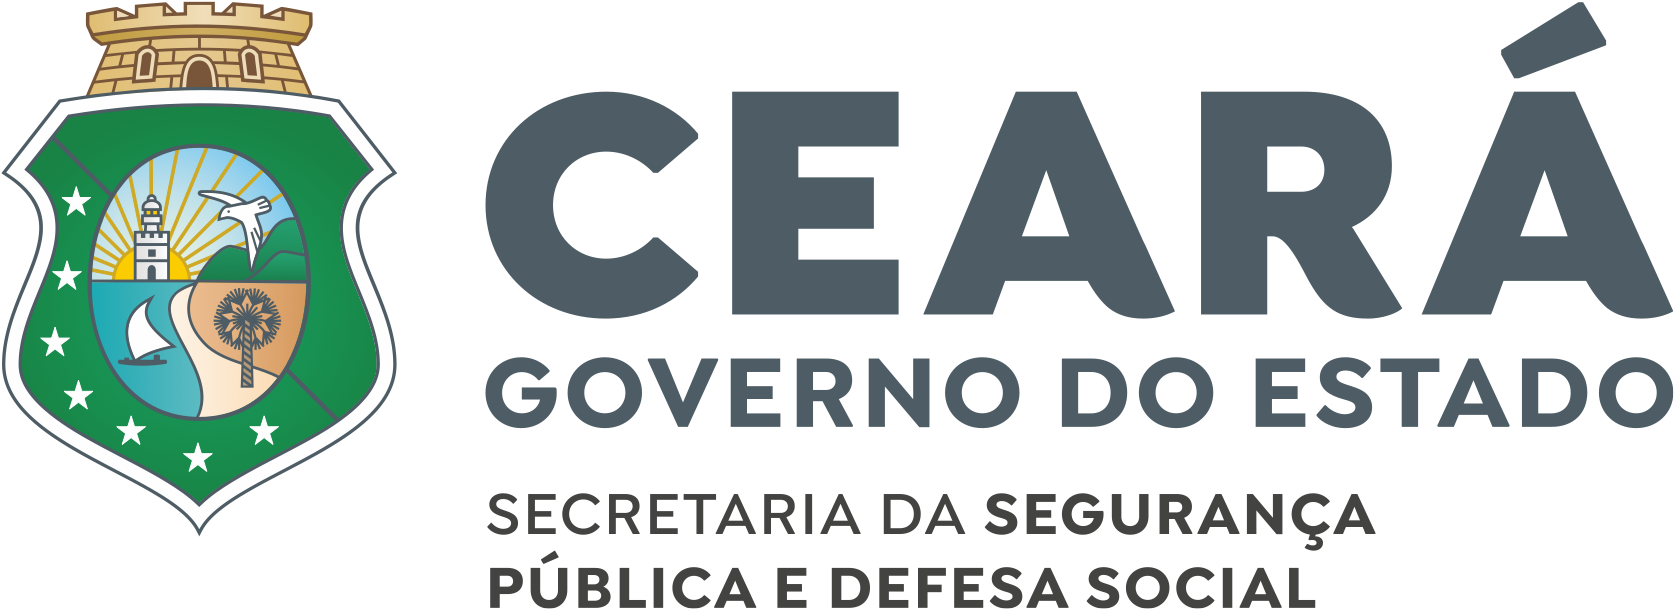 CEARÁ
GOVERNO DO ESTADO
SECRETARIA DA SEGURANÇA
PÚBLICA E DEFESA SOCIAL